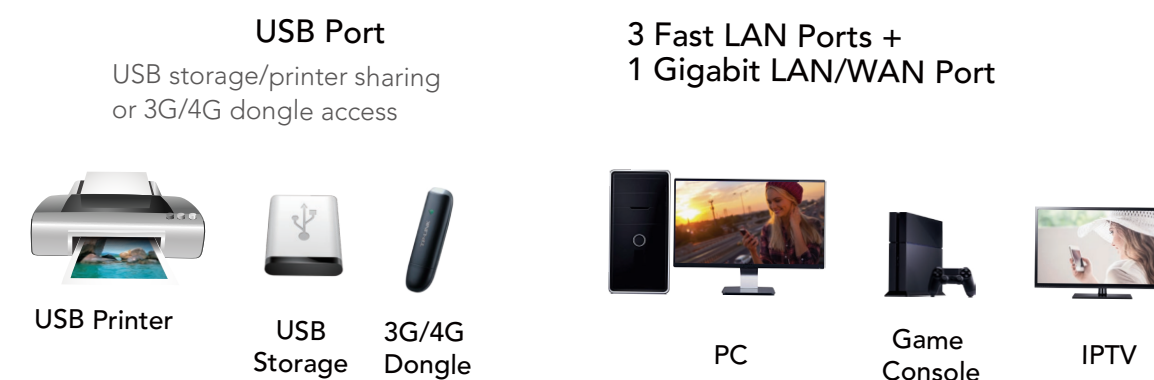 USB Port
USB storage/printer sharing
or 3G/4G dongle access
3 Fast LAN Ports +
1 Gigabit LAN/WAN Port
USB Printer
USB
Storage
3G/4G
Dongle
PC
Game
Console
IPTV